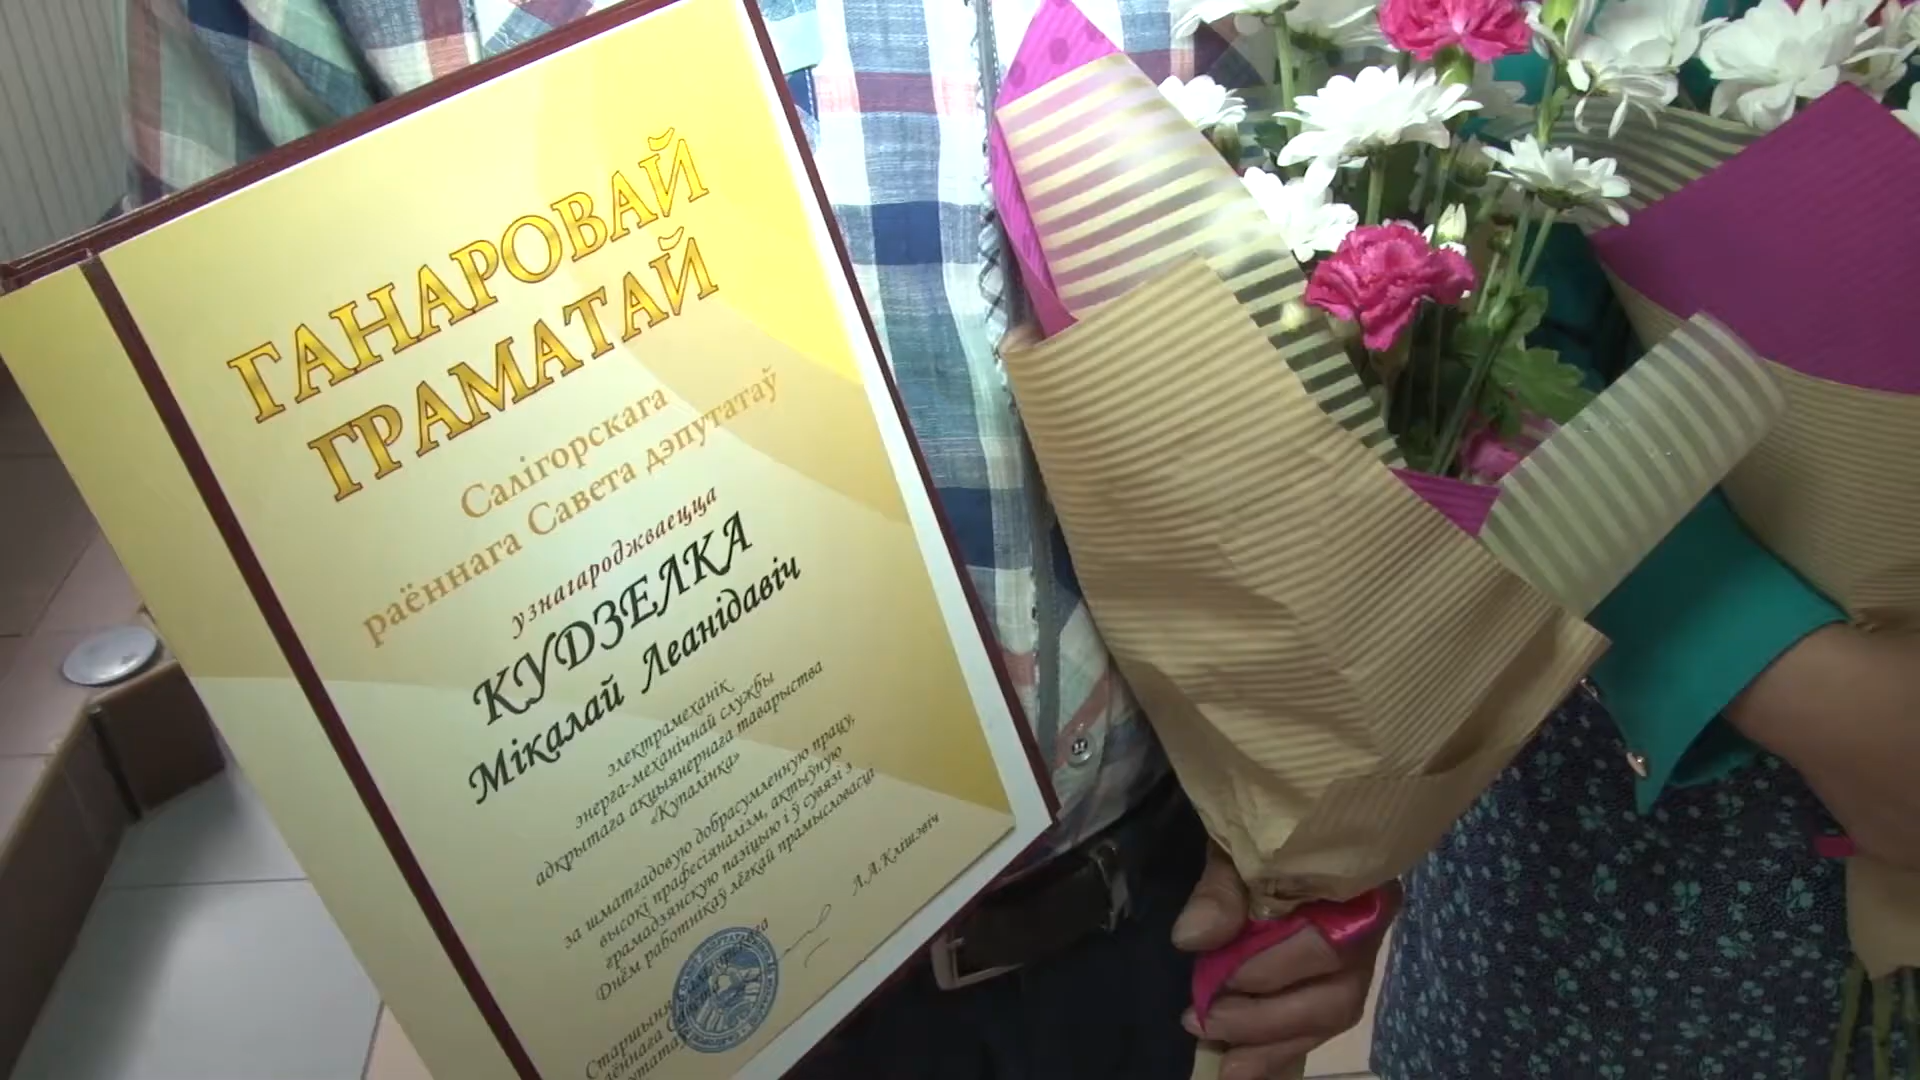 ГАНАРОВАЙ
ГРАМАТАЙ
Салігорскага
раённага Савета дэпутатаў
узнагароджваецца
КУДЗЕЛКА
Мікалай Леанідавіч
электрамеханік
энерга-механічнай службы
адкрытага акцыянернага таварыства
«Купалінка»
за шматгадовую добрасумленную працу,
высокі прафесіяналізм, актыўную
грамадзянскую пазіцыю і ў сувязі з
Днём работнікаў лёгкай прамысловасці
Старшыня
Л.А.Клішэвіч